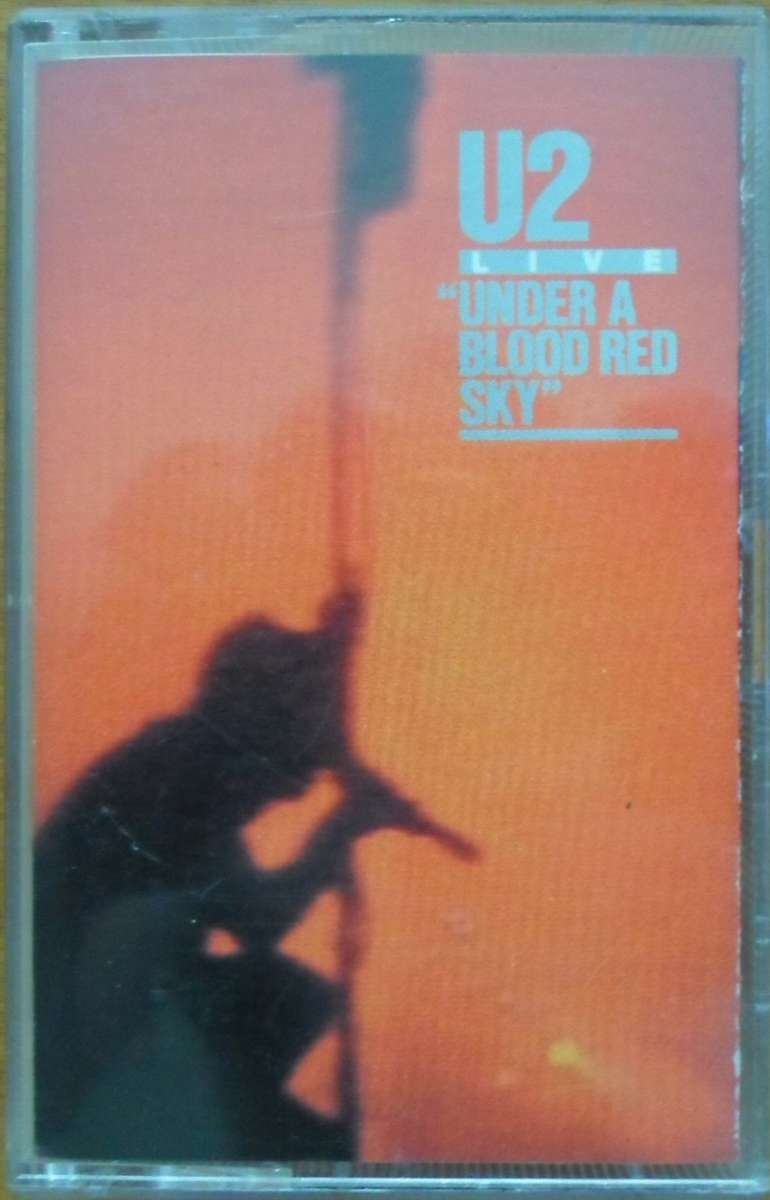 U2
LIVE
“UNDER A
BLOOD RED
SKY”